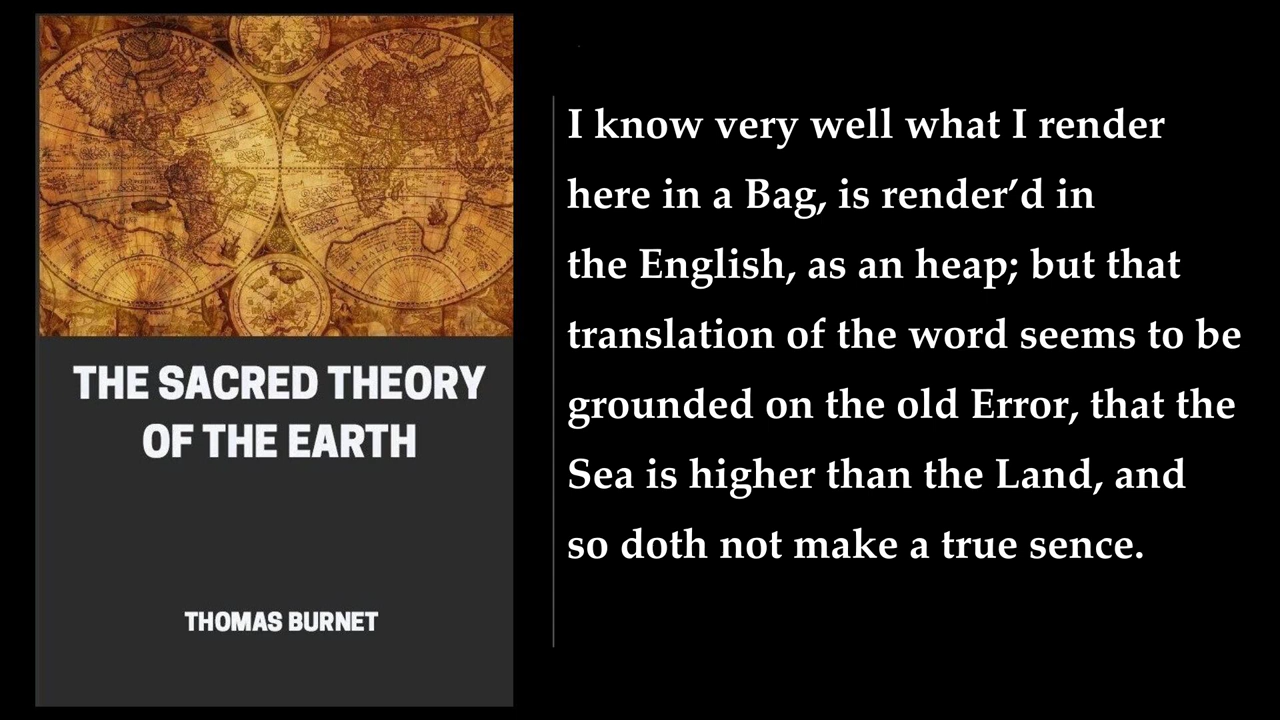 THE SACRED THEORY
OF THE EARTH
THOMAS BURNET
I know very well what I render
here in a Bag, is render’d in
the English, as an heap; but that
translation of the word seems to be
grounded on the old Error, that the
Sea is higher than the Land, and
so doth not make a true sence.